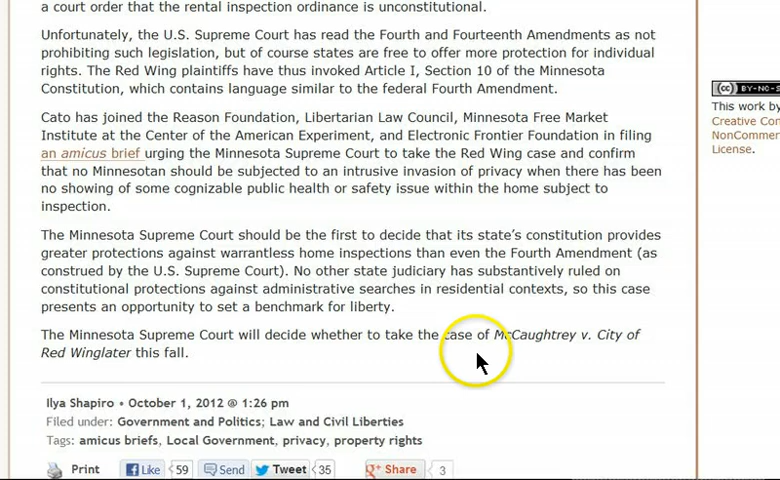 a court order that the rental inspection ordinance is unconstitutional.
Unfortunately, the U.S. Supreme Court has read the Fourth and Fourteenth Amendments as not
prohibiting such legislation, but of course states are free to offer more protection for individual
rights. The Red Wing plaintiffs have thus invoked Article I, Section 10 of the Minnesota
Constitution, which contains language similar to the federal Fourth Amendment.
Cato has joined the Reason Foundation, Libertarian Law Council, Minnesota Free Market
Institute at the Center of the American Experiment, and Electronic Frontier Foundation in filing
an amicus brief urging the Minnesota Supreme Court to take the Red Wing case and confirm
that no Minnesotan should be subjected to an intrusive invasion of privacy when there has been
no showing of some cognizable public health or safety issue within the home subject to
inspection.
The Minnesota Supreme Court should be the first to decide that its state's constitution provides
greater protections against warrantless home inspections than even the Fourth Amendment (as
construed by the U.S. Supreme Court). No other state judiciary has substantively ruled on
constitutional protections against administrative searches in residential contexts, so this case
presents an opportunity to set a benchmark for liberty.
The Minnesota Supreme Court will decide whether to take the case of McCaughtrey v. City of
Red Winglater this fall.
Ilya Shapiro • October 1, 2012 @ 1:26 pm
Filed under: Government and Politics; Law and Civil Liberties
Tags: amicus briefs, Local Government, privacy, property rights
Print Like 59 Send Tweet 35 g+ Share 3
(cc) BY-NC-S
This work by
Creative Con
NonCommer
License.